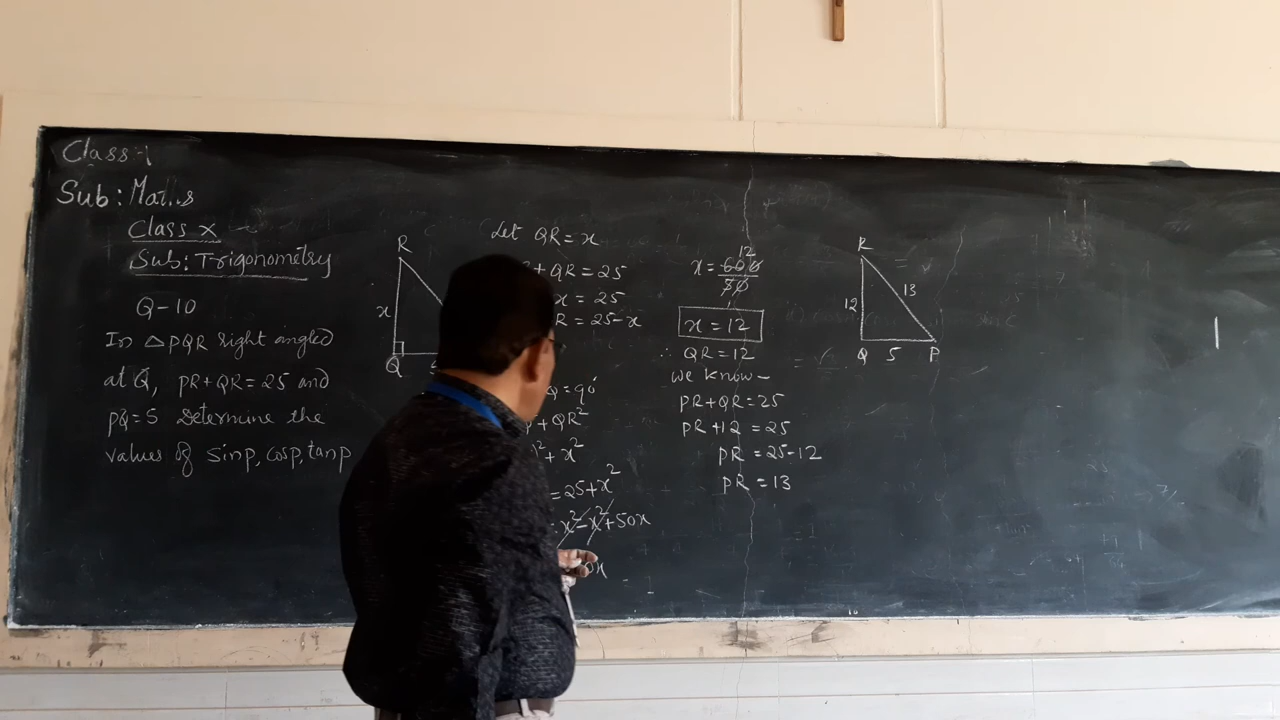 Class
Sub: Maths
Class X
Sub: Trigonometry
Q-10
In △PQR right angled
at Q, PR+QR=25 and
PQ=5 Determine the
values of sinp, cosp, tanp
R
x
Q
Let QR=x
+QR=25
x=25
R=25-x
Q=90°
+QR²
)²+x²
=25+x²
x²-x²+50x
0x
12
x=600
50
x=12
∴ QR=12
We know-
PR+QR=25
PR+12=25
PR=25-12
PR=13
R
12
13
Q 5 P